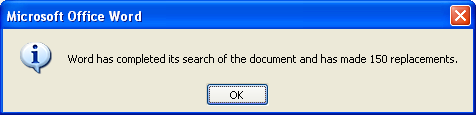 Microsoft Office Word
Word has completed its search of the document and has made 150 replacements.
OK